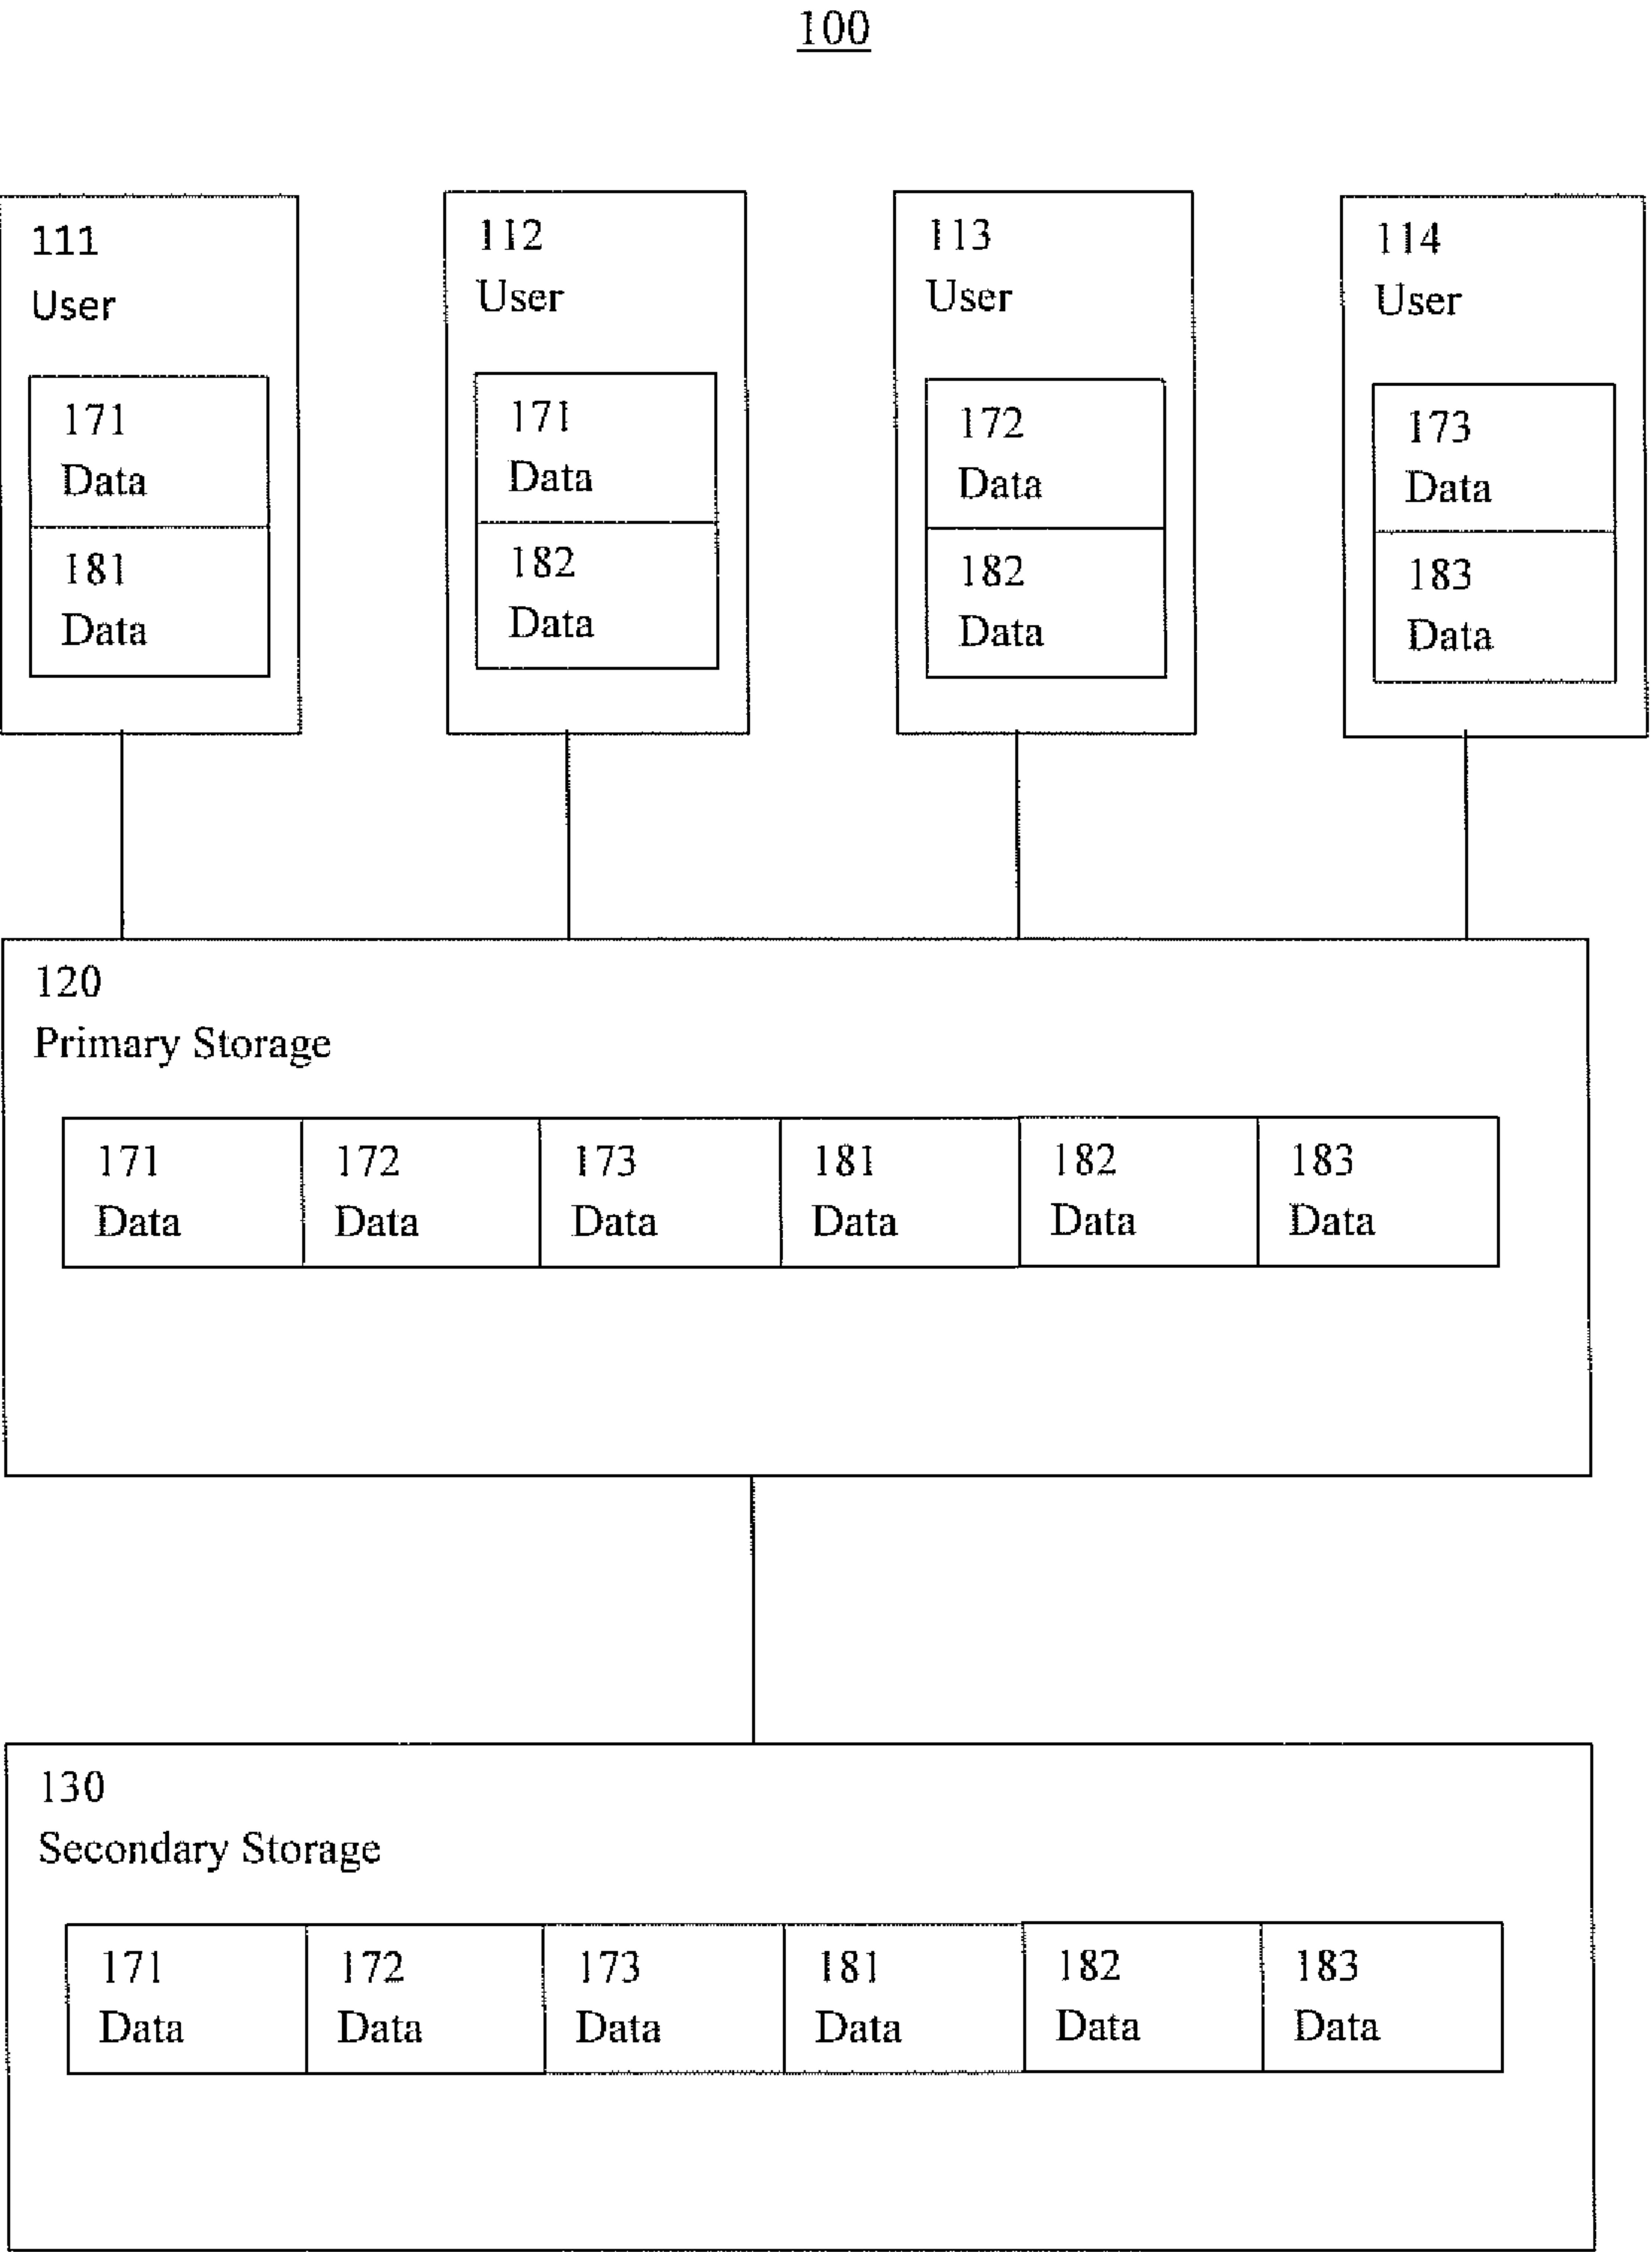 100
111
User
171
Data
181
Data
112
User
171
Data
182
Data
113
User
172
Data
182
Data
114
User
173
Data
183
Data
120
Primary Storage
171
Data
172
Data
173
Data
181
Data
182
Data
183
Data
130
Secondary Storage
171
Data
172
Data
173
Data
181
Data
182
Data
183
Data